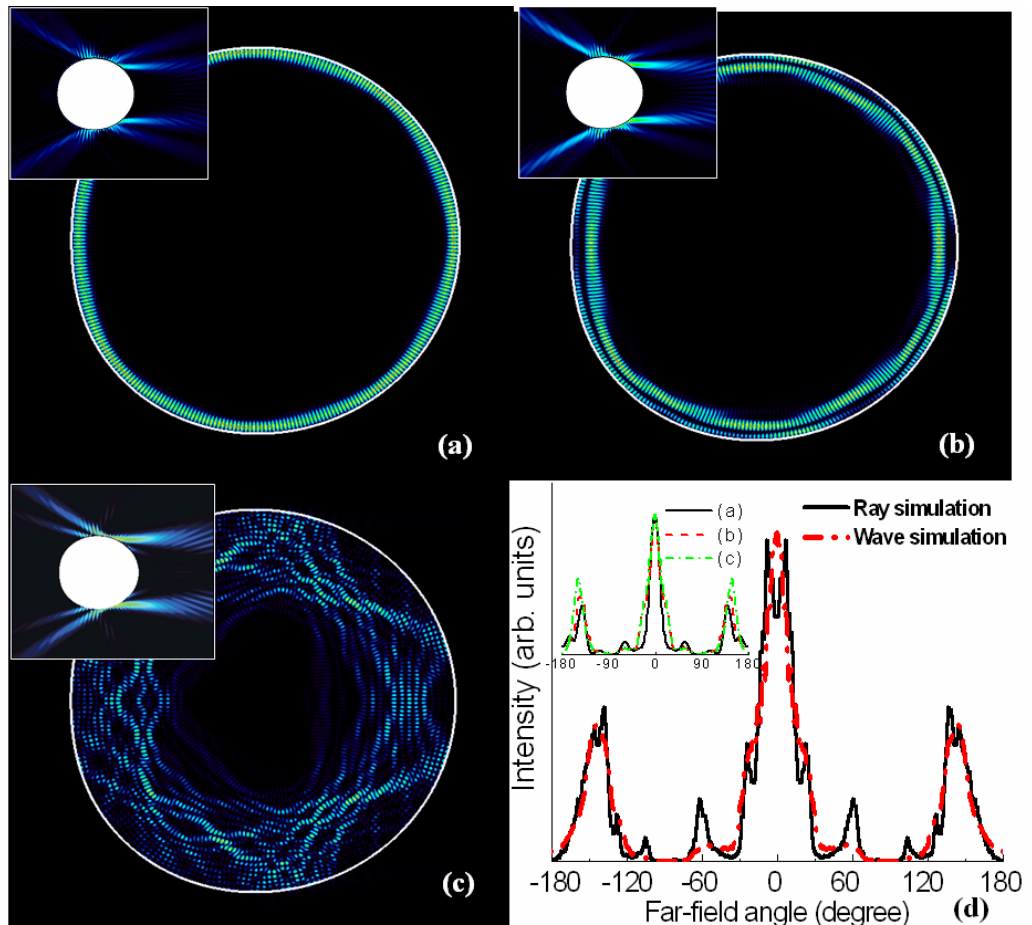 (a)
(b)
(c)
Ray simulation
Wave simulation
(a)
(b)
(c)
-180 -90 0 90 180
Intensity (arb. units)
-180 -120 -60 0 60 120 180
Far-field angle (degree)
(d)